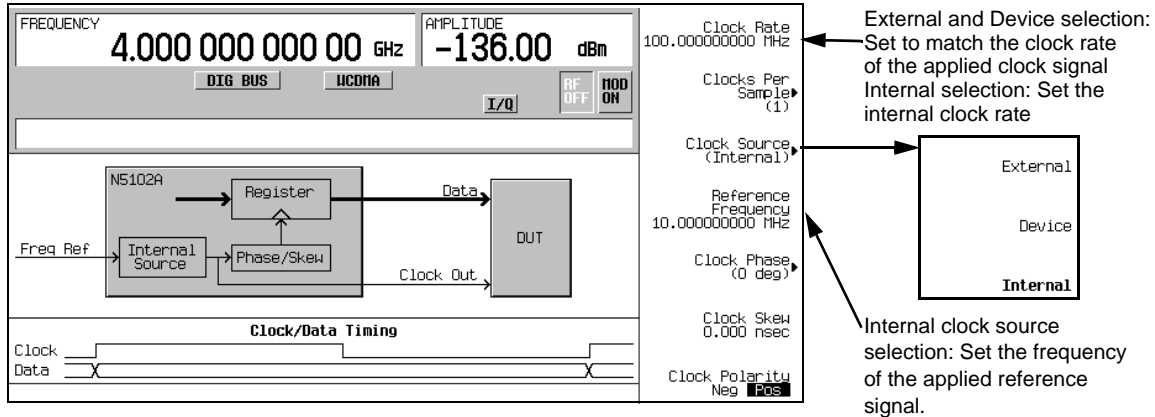 FREQUENCY
4.000 000 000 00 GHz
AMPLITUDE
-136.00 dBm
DIG BUS
WCDMA
I/Q
RF OFF
MOD ON
N5102A
Register
Data
Freq Ref
Internal Source
Phase/Skew
Clock Out
DUT
Clock/Data Timing
Clock
Data
Clock Rate
100.000000000 MHz
Clocks Per
Sample
(1)
Clock Source
(Internal)
Reference
Frequency
10.000000000 MHz
Clock Phase
(0 deg)
Clock Skew
0.000 nsec
Clock Polarity
Neg Pos
External and Device selection:
Set to match the clock rate
of the applied clock signal
Internal selection: Set the
internal clock rate
External
Device
Internal
Internal clock source
selection: Set the frequency
of the applied reference
signal.